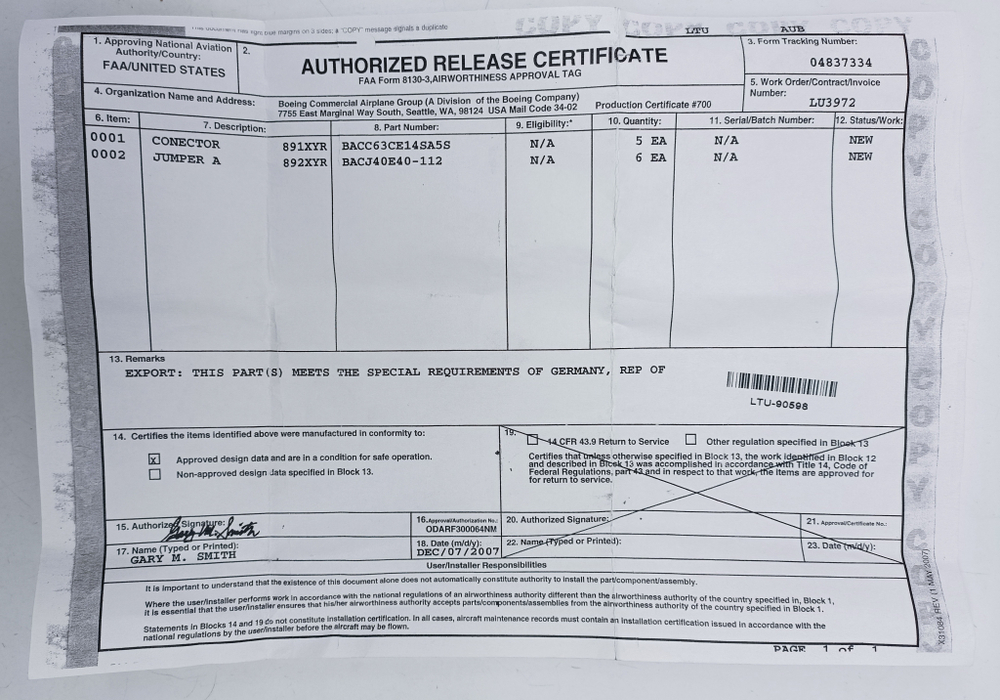 a "COPY" message signals a duplicate
COPY COPY COPY COPY
LTU AUB
1. Approving National Aviation
Authority/Country:
FAA/UNITED STATES
2.
AUTHORIZED RELEASE CERTIFICATE
FAA Form 8130-3,AIRWORTHINESS APPROVAL TAG
3. Form Tracking Number:
04837334
4. Organization Name and Address:
Boeing Commercial Airplane Group (A Division of the Boeing Company)
7755 East Marginal Way South, Seattle, WA, 98124 USA Mail Code 34-02
Production Certificate #700
5. Work Order/Contract/Invoice
Number:
LU3972
6. Item: 7. Description: 8. Part Number: 9. Eligibility:* 10. Quantity: 11. Serial/Batch Number: 12. Status/Work:
0001 CONECTOR 891XYR BACC63CE14SA5S N/A 5 EA N/A NEW
0002 JUMPER A 892XYR BACJ40E40-112 N/A 6 EA N/A NEW
13. Remarks
EXPORT: THIS PART(S) MEETS THE SPECIAL REQUIREMENTS OF GERMANY, REP OF
LTU-90598
14. Certifies the items identified above were manufactured in conformity to:
x Approved design data and are in a condition for safe operation.
Non-approved design data specified in Block 13.
19. 14 CFR 43.9 Return to Service Other regulation specified in Block 13
Certifies that unless otherwise specified in Block 13, the work identified in Block 12
and described in Block 13 was accomplished in accordance with Title 14, Code of
Federal Regulations, part 43 and in respect to that work, the items are approved for
for return to service.
15. Authorized Signature:
Gary M. Smith
16. Approval/Authorization No.:
ODARF300064NM
20. Authorized Signature:
21. Approval/Certificate No.:
17. Name (Typed or Printed):
GARY M. SMITH
18. Date (m/d/y):
DEC/07/2007
22. Name (Typed or Printed):
23. Date (m/d/y):
User/Installer Responsibilities
It is important to understand that the existence of this document alone does not automatically constitute authority to install the part/component/assembly.
Where the user/installer performs work in accordance with the national regulations of an airworthiness authority different than the airworthiness authority of the country specified in, Block 1,
it is essential that the user/installer ensures that his/her airworthiness authority accepts parts/components/assemblies from the airworthiness authority of the country specified in Block 1.
Statements in Blocks 14 and 19 do not constitute installation certification. In all cases, aircraft maintenance records must contain an installation certification issued in accordance with the
national regulations by the user/installer before the aircraft may be flown.
PAGE 1 of 1
X31084 REV (1 MAY 2007)
COPY COPY COPY